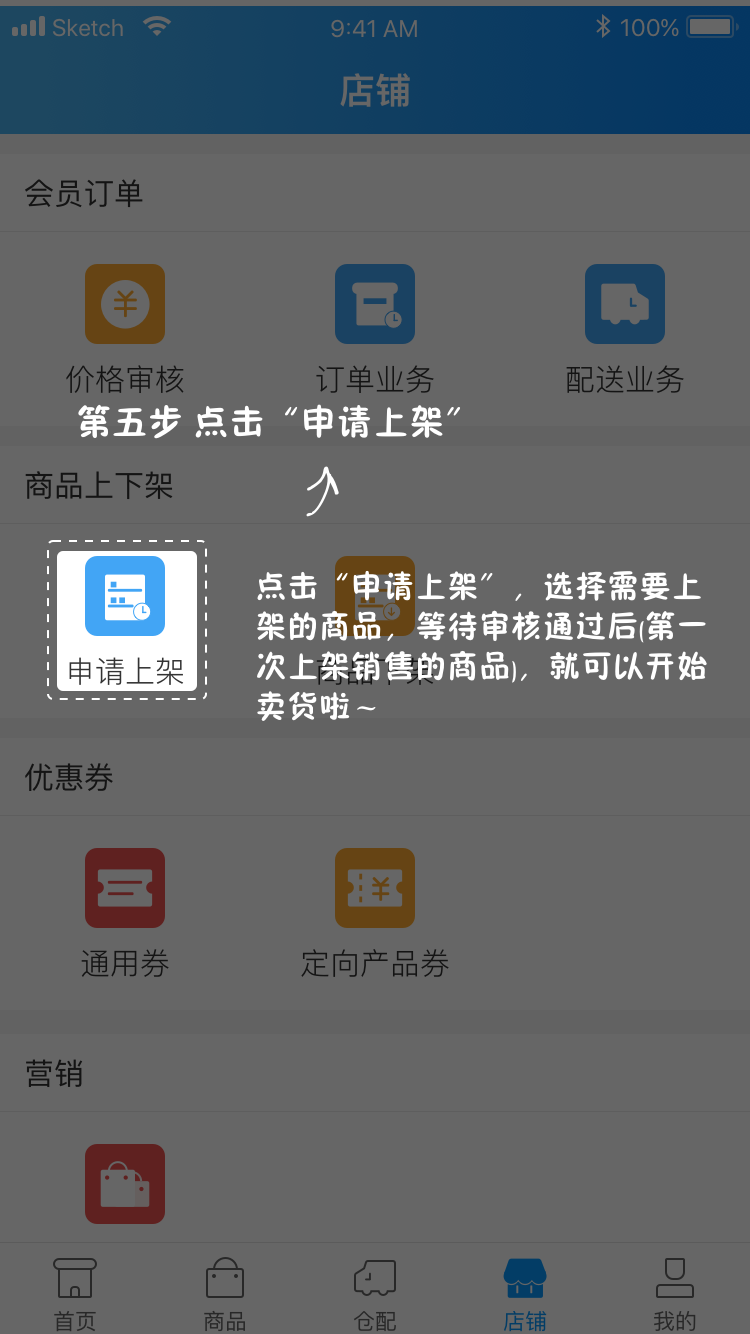 Sketch 9:41 AM 100%
店铺
会员订单
价格审核 订单业务 配送业务
第五步 点击“申请上架”
商品上下架
点击“申请上架”，选择需要上
架的商品，等待审核通过后(第一
次上架销售的商品)，就可以开始
卖货啦～
申请上架 商品下架
优惠券
通用券 定向产品券
营销
首页 商品 仓配 店铺 我的